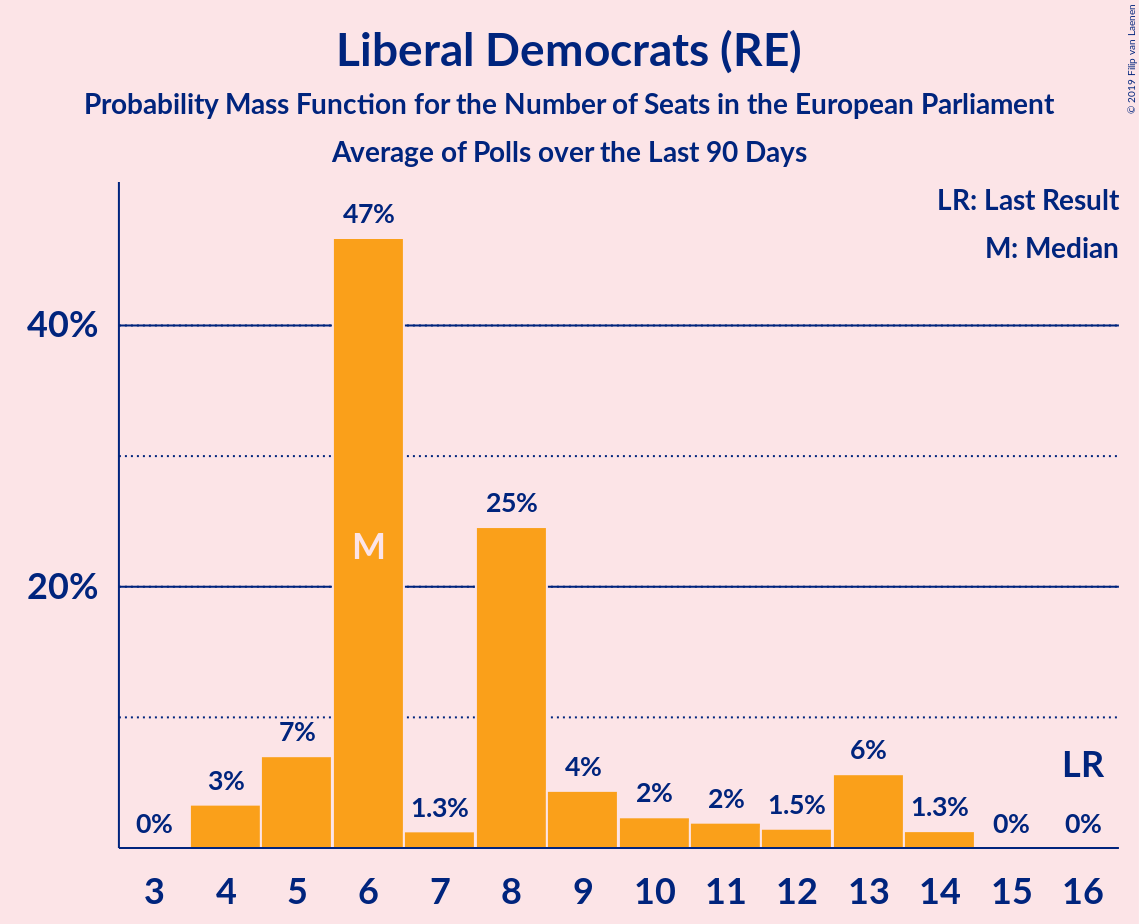 Liberal Democrats (RE)
Probability Mass Function for the Number of Seats in the European Parliament
Average of Polls over the Last 90 Days
© 2019 Filip van Laenen
LR: Last Result
M: Median
40%
20%
0%
3%
7%
47%
M
1.3%
25%
4%
2%
2%
1.5%
6%
1.3%
0%
LR
0%
3 4 5 6 7 8 9 10 11 12 13 14 15 16